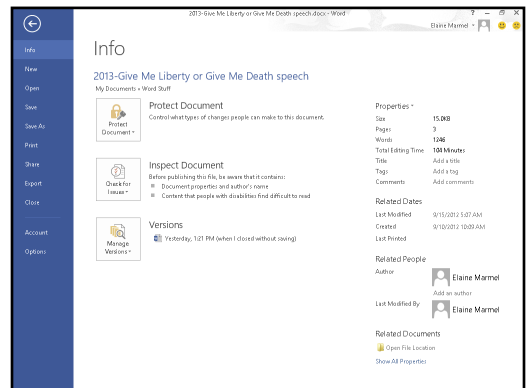 2013-Give Me Liberty or Give Me Death speech.docx - Word
Elaine Marmel
Info
New
Open
Save
Save As
Print
Share
Export
Close
Account
Options
Info
2013-Give Me Liberty or Give Me Death speech
My Documents » Word Stuff
Protect Document
Control what types of changes people can make to this document.
Protect
Document
Inspect Document
Before publishing this file, be aware that it contains:
Document properties and author's name
Content that people with disabilities find difficult to read
Check for
Issues
Versions
Yesterday, 1:21 PM (when I closed without saving)
Manage
Versions
Properties
Size 15.0KB
Pages 3
Words 1246
Total Editing Time 104 Minutes
Title Add a title
Tags Add a tag
Comments Add comments
Related Dates
Last Modified 9/15/2012 5:07 AM
Created 9/10/2012 10:09 AM
Last Printed
Related People
Author Elaine Marmel
Add an author
Last Modified By Elaine Marmel
Related Documents
Open File Location
Show All Properties